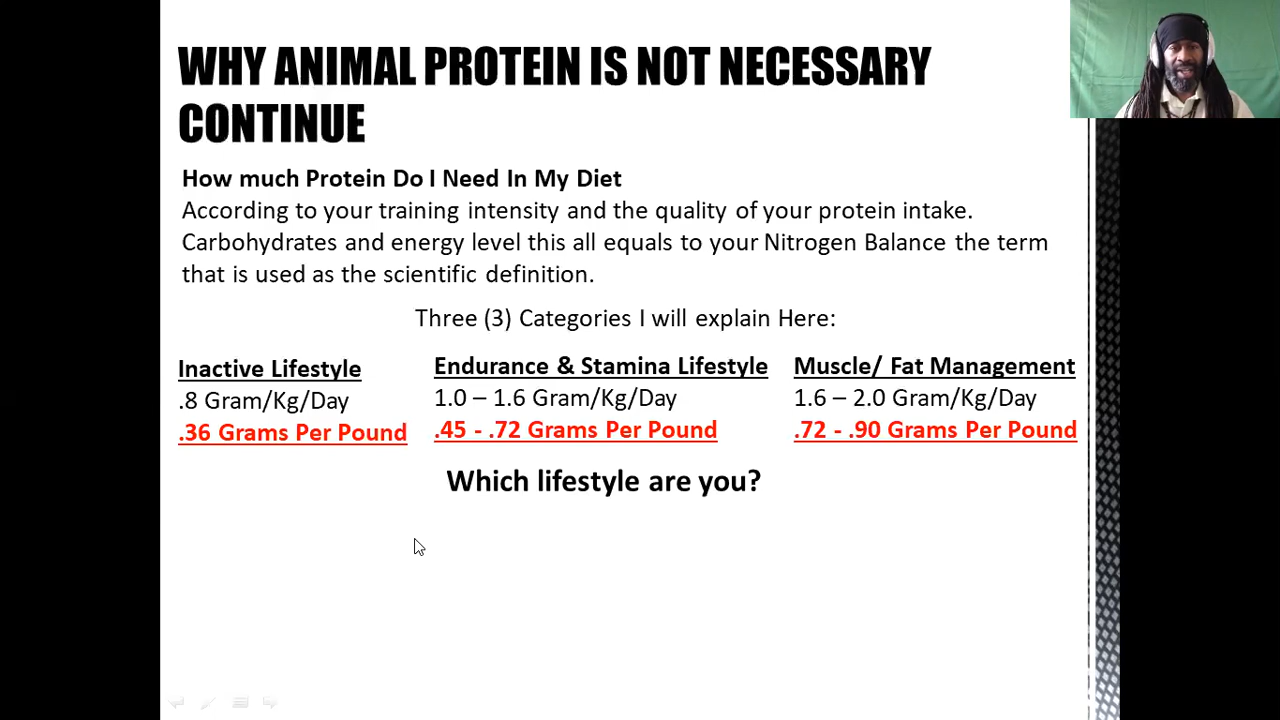 WHY ANIMAL PROTEIN IS NOT NECESSARY
CONTINUE
How much Protein Do I Need In My Diet
According to your training intensity and the quality of your protein intake.
Carbohydrates and energy level this all equals to your Nitrogen Balance the term
that is used as the scientific definition.
Three (3) Categories I will explain Here:
Inactive Lifestyle
.8 Gram/Kg/Day
.36 Grams Per Pound
Endurance & Stamina Lifestyle
1.0 – 1.6 Gram/Kg/Day
.45 - .72 Grams Per Pound
Muscle/ Fat Management
1.6 – 2.0 Gram/Kg/Day
.72 - .90 Grams Per Pound
Which lifestyle are you?